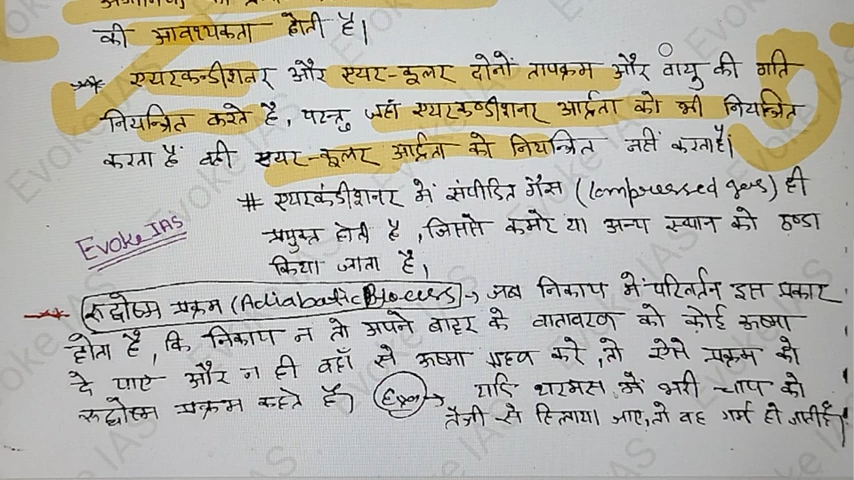 की आवश्यकता होती है।
** एयरकन्डीशनर और एयर-कूलर दोनों तापक्रम और वायु की गति
नियन्त्रित करते है, परन्तु जहाँ एयरकण्डीशनर आर्द्रता को भी नियन्त्रित
करता है वही एयर-कूलर आर्द्रता को नियन्त्रित नहीं करता है।
# एयरकंडीशनर में संपीडित गैस (Compressed gas) ही
प्रयुक्त होती है, जिससे कमरे या अन्य स्थान को ठण्डा
किया जाता है,
Evoke IAS
* रुद्धोष्म प्रक्रम (Adiabatic Process) → जब निकाय में परिवर्तन इस प्रकार
होता है, कि निकाय न तो अपने बाहर के वातावरण को कोई ऊष्मा
दे पाए और न ही वहाँ से ऊष्मा ग्रहण करे, तो ऐसे प्रक्रम को
रुद्धोष्म प्रक्रम कहते हैं। Exm → यदि थरमस में भरी चाय को
तेजी से हिलाया जाए, तो वह गर्म हो जाती है।